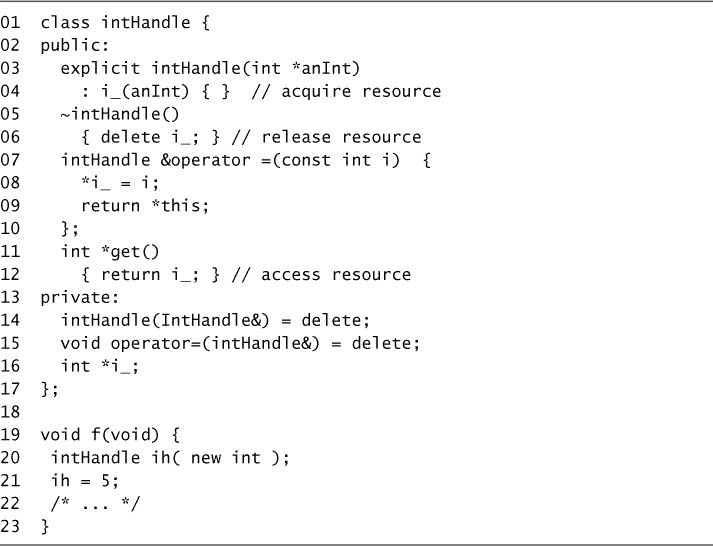 01  class intHandle {
02  public:
03    explicit intHandle(int *anInt)
04      : i_(anInt) { }  // acquire resource
05    ~intHandle()
06      { delete i_; } // release resource
07    intHandle &operator =(const int i)  {
08      *i_ = i;
09      return *this;
10    };
11    int *get()
12      { return i_; } // access resource
13  private:
14    intHandle(IntHandle&) = delete;
15    void operator=(intHandle&) = delete;
16    int *i_;
17  };
18
19  void f(void) {
20   intHandle ih( new int );
21   ih = 5;
22   /* ... */
23  }